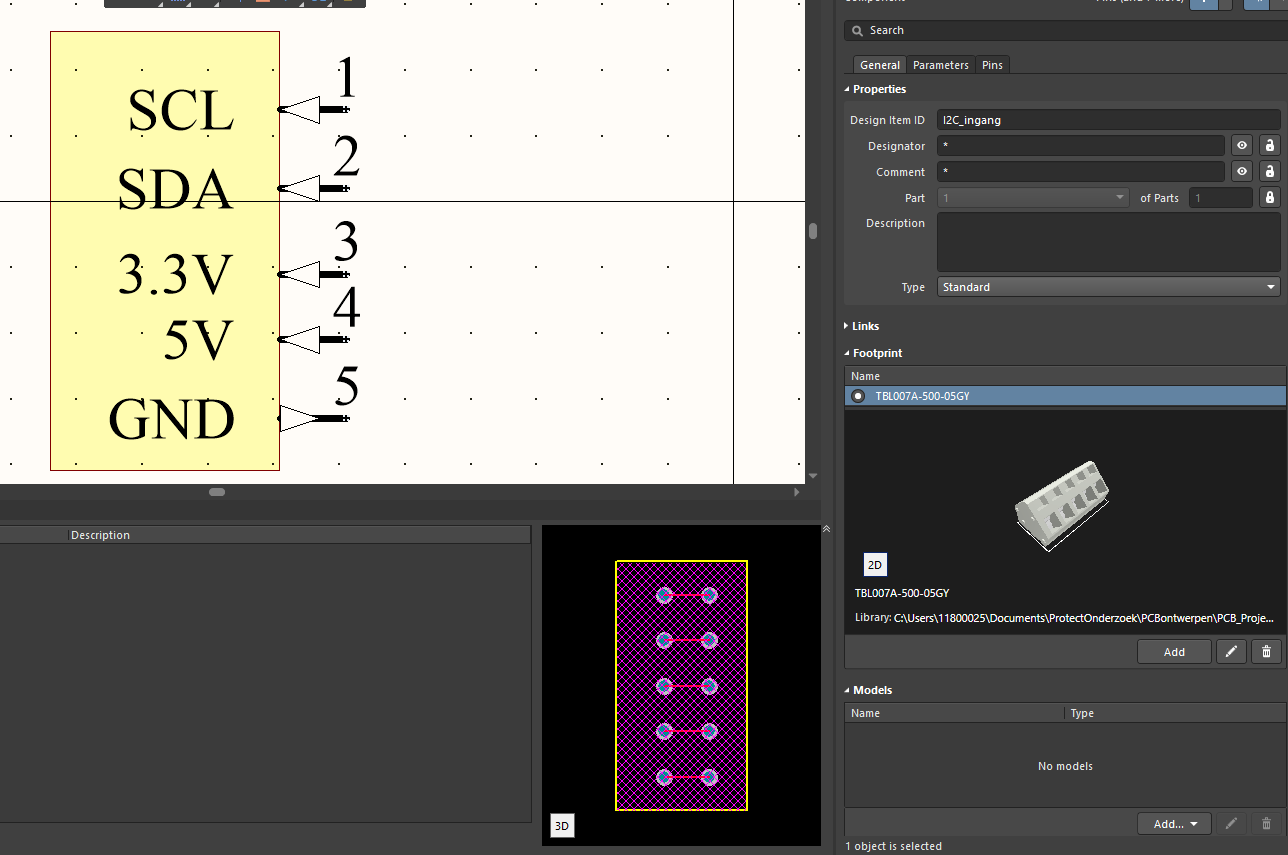 Search
General Parameters Pins
Properties
Design Item ID I2C_ingang
Designator *
Comment *
Part 1 of Parts 1
Description
Type Standard
Links
Footprint
Name
TBL007A-500-05GY
2D
TBL007A-500-05GY
Library: C:\Users\11800025\Documents\ProtectOnderzoek\PCBontwerpen\PCB_Proje...
Add
Models
Name Type
No models
Add...
1 object is selected
SCL 1
SDA 2
3.3V 3
5V 4
GND 5
Description
3D